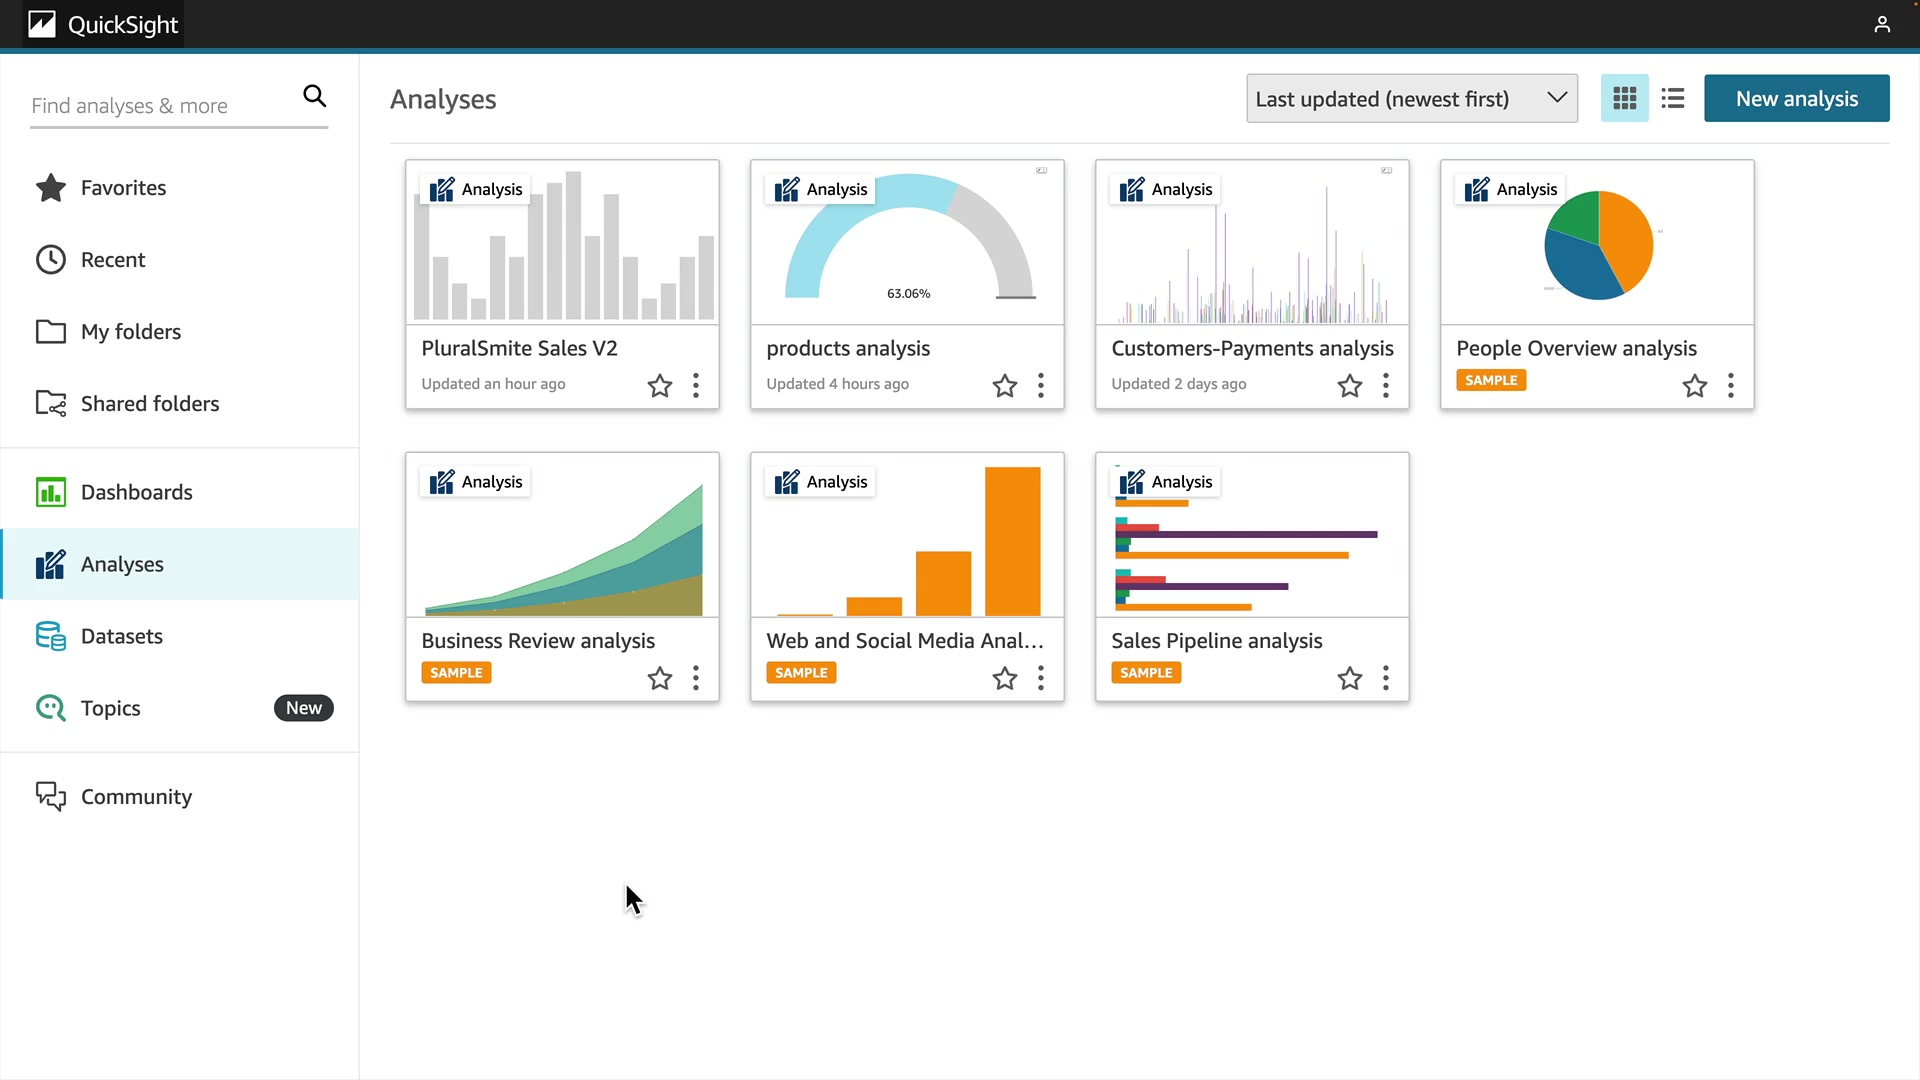 QuickSight
Find analyses & more
Favorites
Recent
My folders
Shared folders
Dashboards
Analyses
Datasets
Topics
New
Community
Analyses
Last updated (newest first)
New analysis
Analysis
PluralSmite Sales V2
Updated an hour ago
Analysis
63.06%
products analysis
Updated 4 hours ago
Analysis
Customers-Payments analysis
Updated 2 days ago
Analysis
People Overview analysis
SAMPLE
Analysis
Business Review analysis
SAMPLE
Analysis
Web and Social Media Anal...
SAMPLE
Analysis
Sales Pipeline analysis
SAMPLE